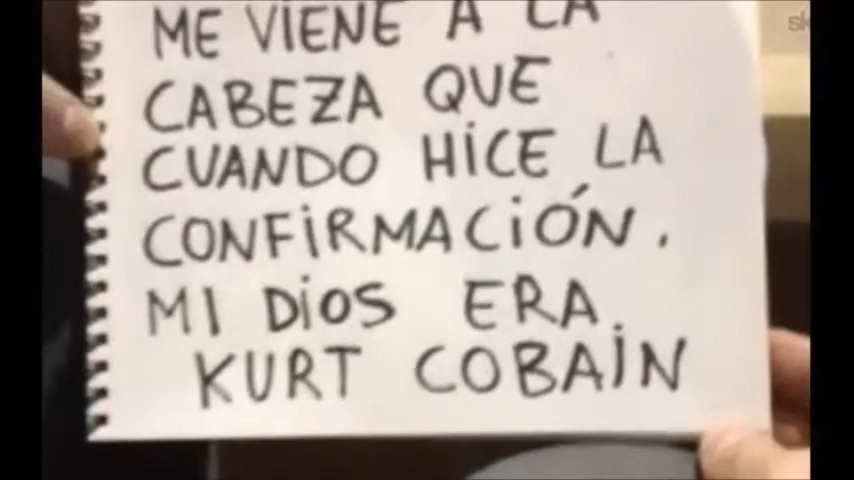 ME VIENE A LA
CABEZA QUE
CUANDO HICE LA
CONFIRMACIÓN.
MI DIOS ERA
KURT COBAIN